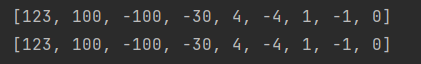 [123, 100, -100, -30, 4, -4, 1, -1, 0]
[123, 100, -100, -30, 4, -4, 1, -1, 0]